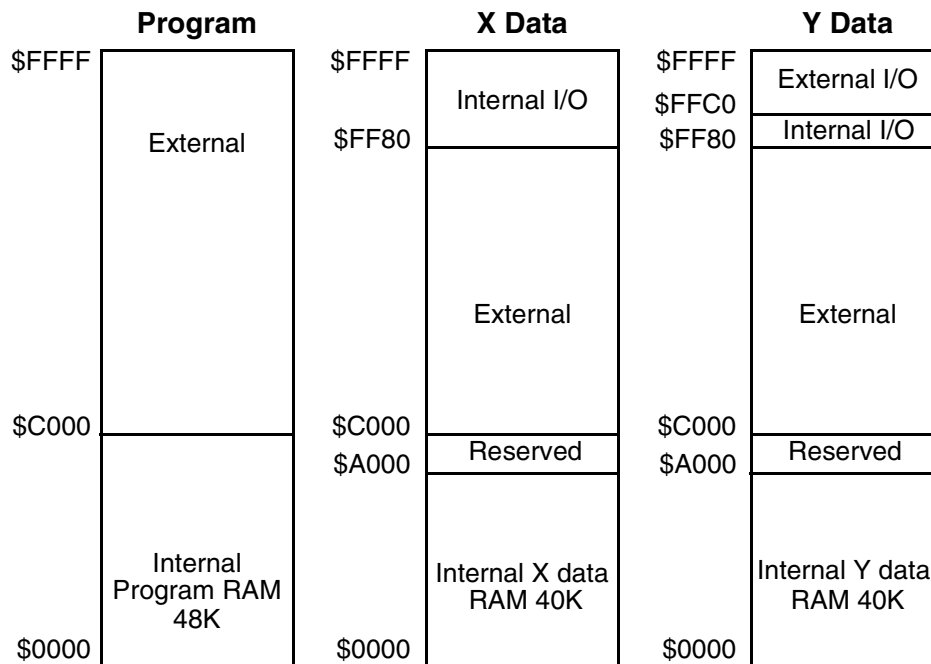 Program
$FFFF
External
$C000
Internal
Program RAM
48K
$0000
X Data
$FFFF
Internal I/O
$FF80
External
$C000
Reserved
$A000
Internal X data
RAM 40K
$0000
Y Data
$FFFF
External I/O
$FFC0
Internal I/O
$FF80
External
$C000
Reserved
$A000
Internal Y data
RAM 40K
$0000